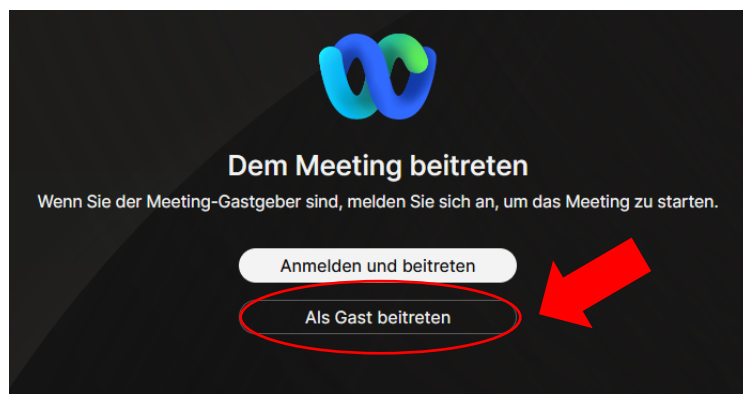 Dem Meeting beitreten
Wenn Sie der Meeting-Gastgeber sind, melden Sie sich an, um das Meeting zu starten.
Anmelden und beitreten
Als Gast beitreten